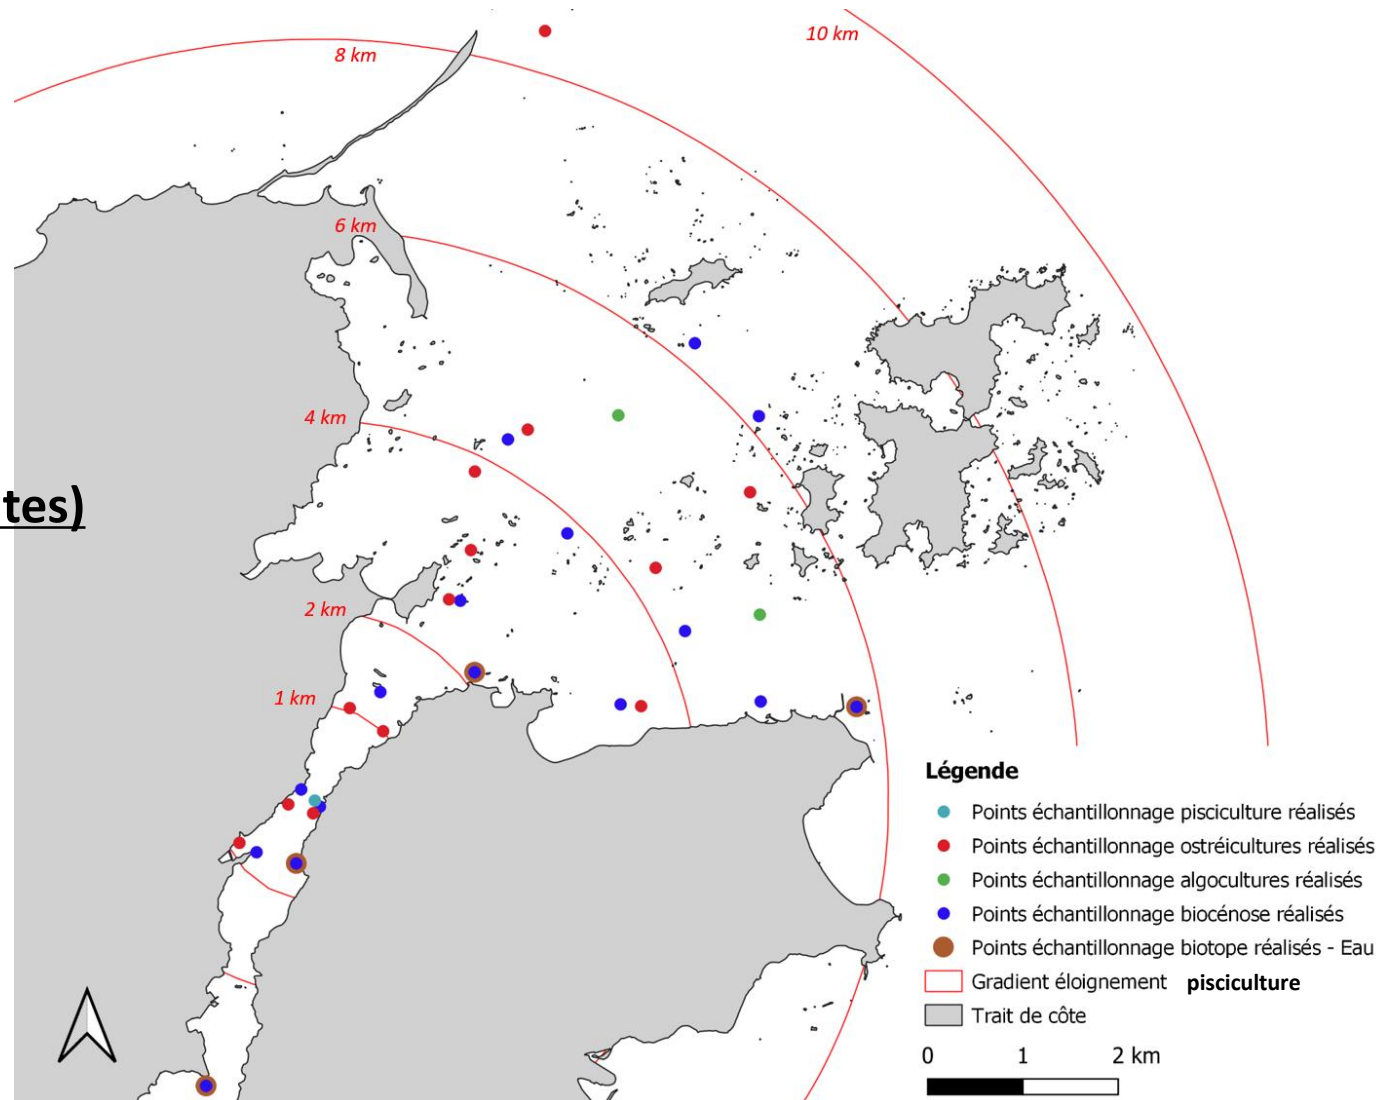 10 km
8 km
6 km
4 km
tes)
2 km
1 km
Légende
Points échantillonnage pisciculture réalisés
Points échantillonnage ostréicultures réalisés
Points échantillonnage algocultures réalisés
Points échantillonnage biocénose réalisés
Points échantillonnage biotope réalisés - Eau
Gradient éloignement pisciculture
Trait de côte
0 1 2 km